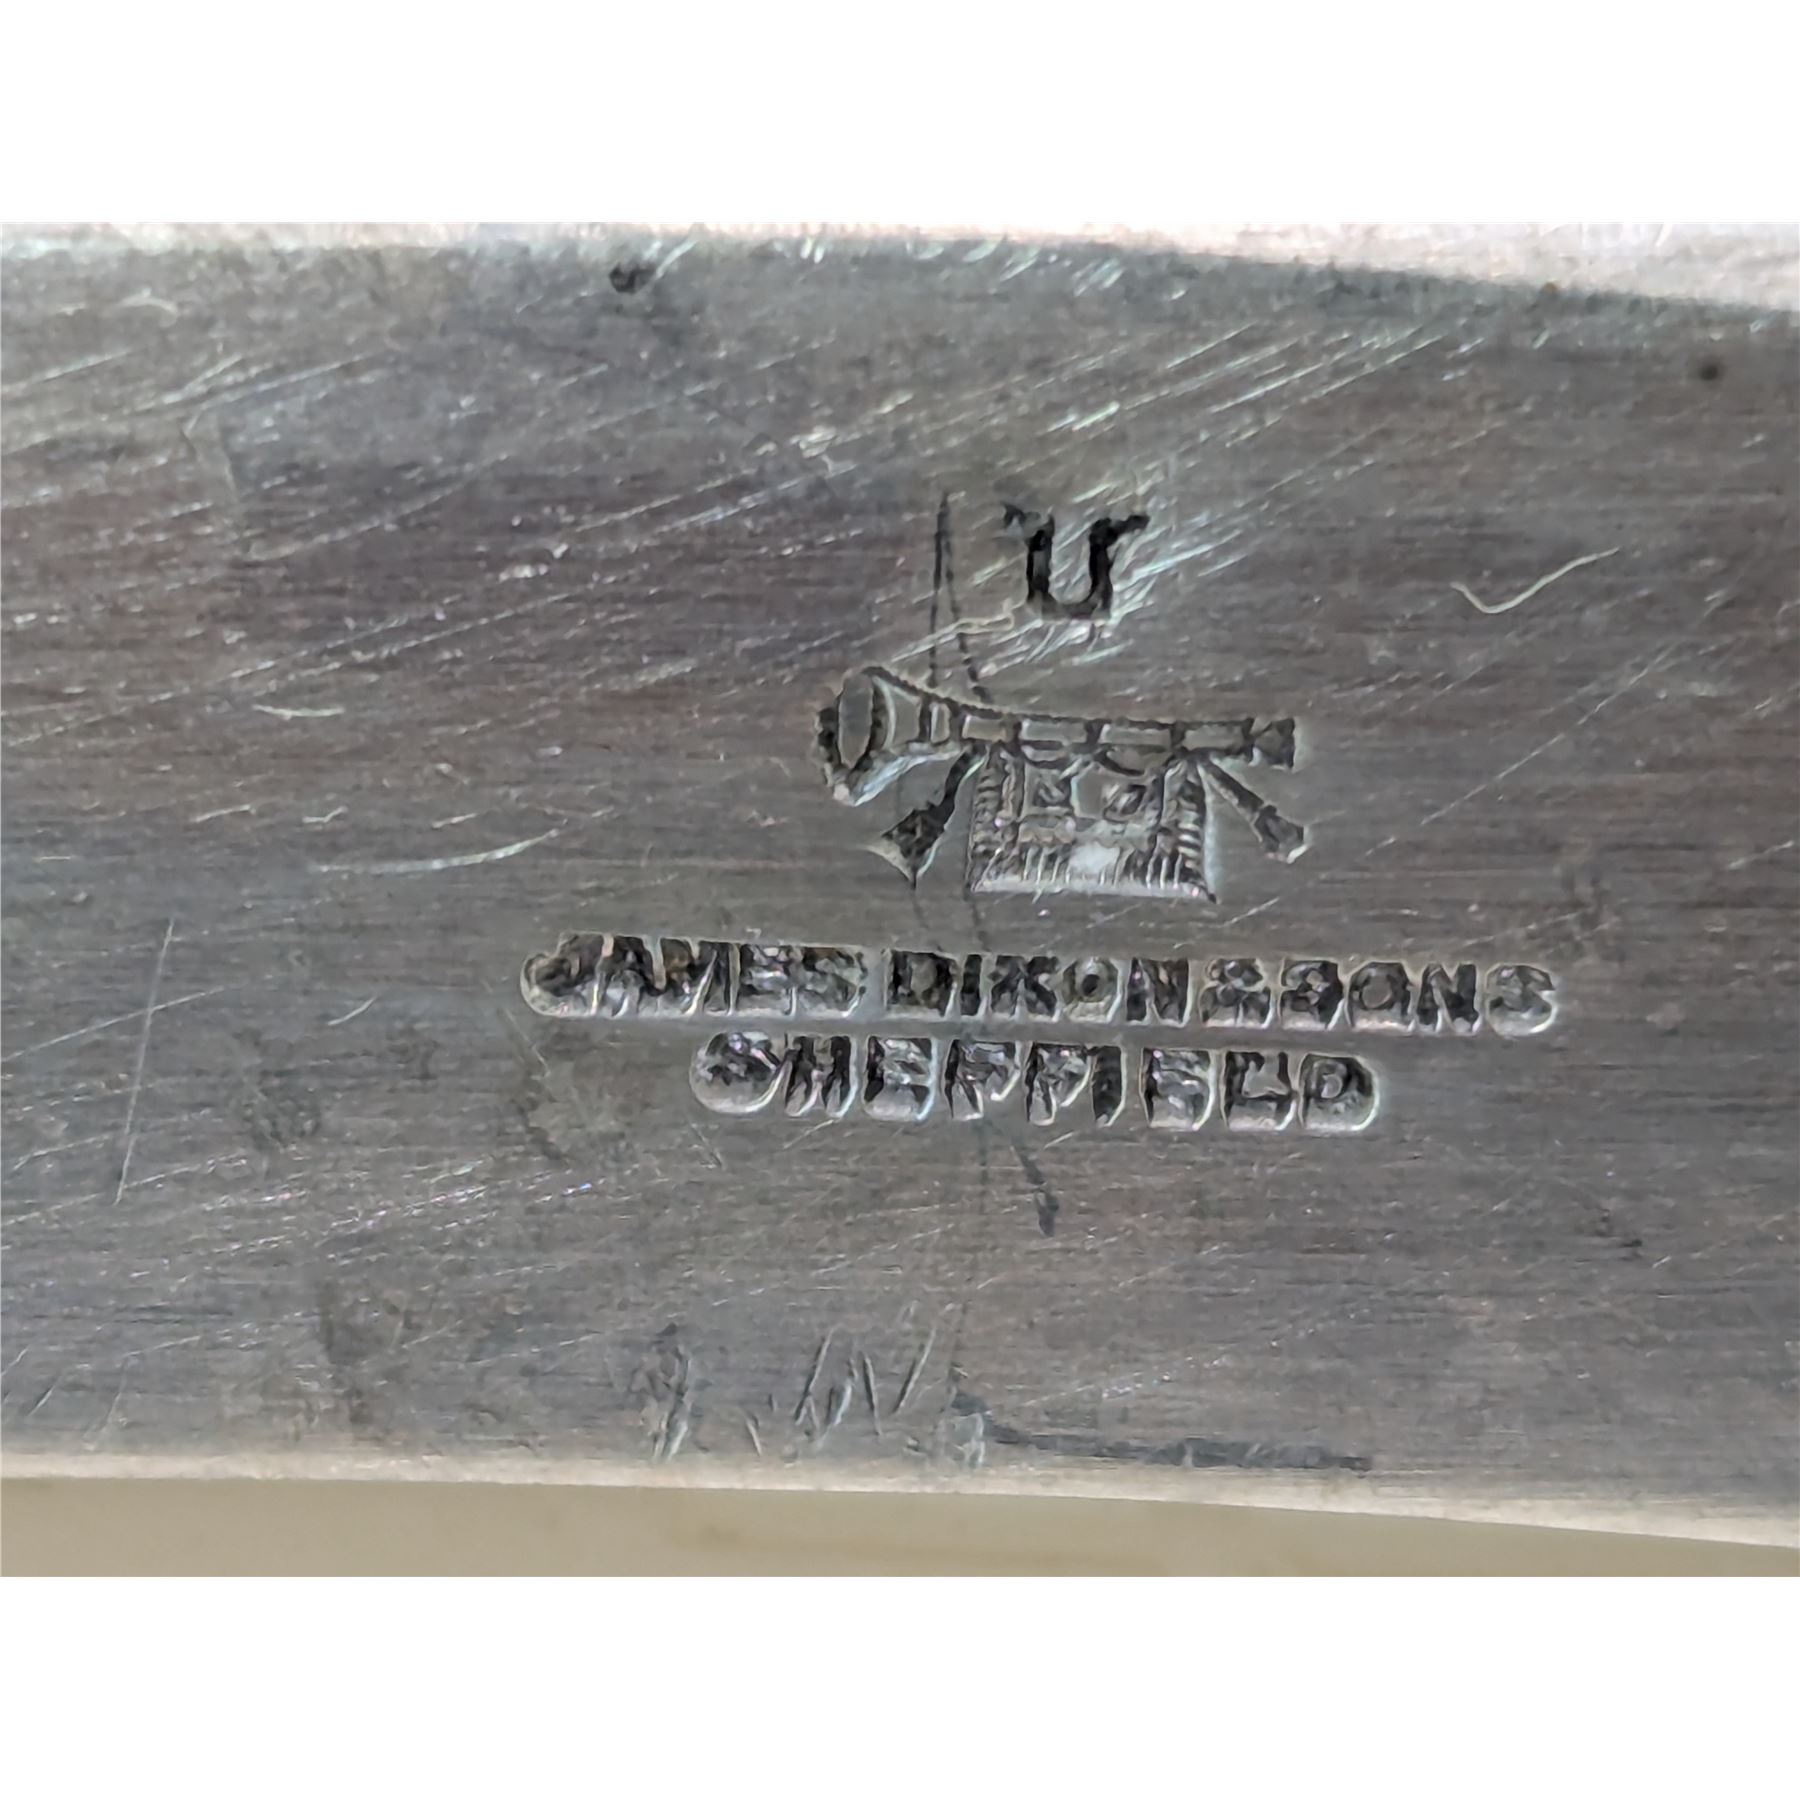 U
JAMES DIXON & SONS
SHEFFIELD